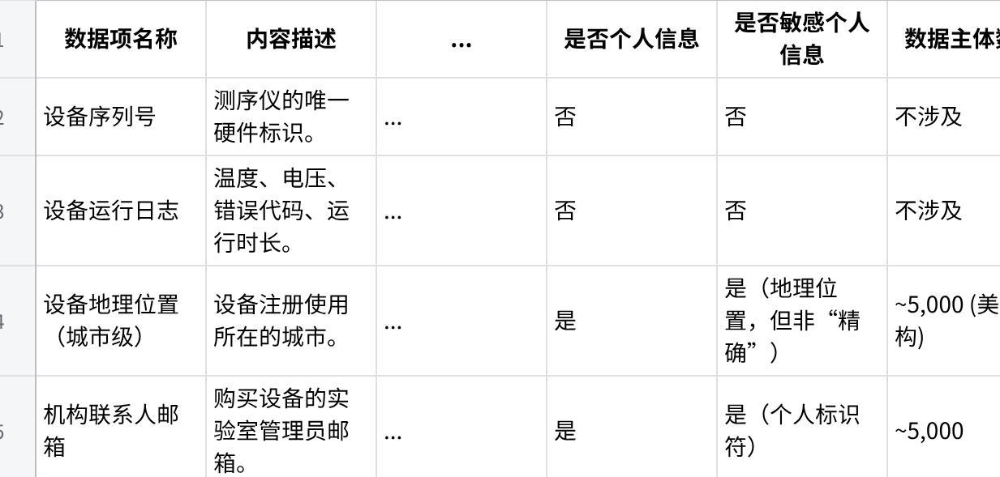 1 数据项名称 内容描述 ... 是否个人信息 是否敏感个人信息 数据主体
2 设备序列号 测序仪的唯一硬件标识。 ... 否 否 不涉及
3 设备运行日志 温度、电压、错误代码、运行时长。 ... 否 否 不涉及
4 设备地理位置（城市级） 设备注册使用所在的城市。 ... 是 是（地理位置，但非“精确”） ~5,000 (美 构)
5 机构联系人邮箱 购买设备的实验室管理员邮箱。 ... 是 是（个人标识符） ~5,000